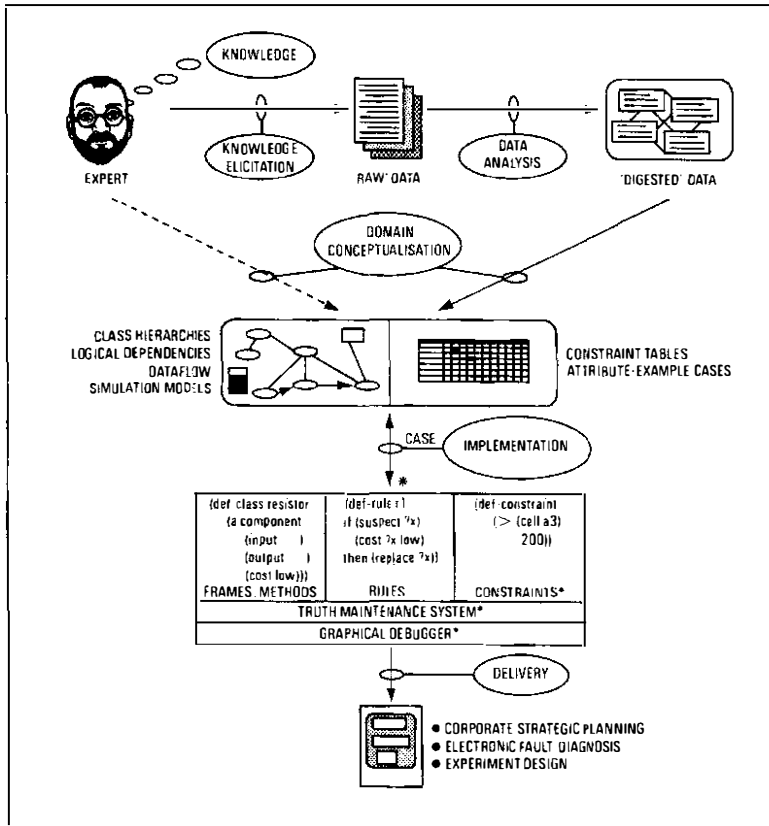 KNOWLEDGE
KNOWLEDGE
ELICITATION
DATA
ANALYSIS
EXPERT
'RAW' DATA
'DIGESTED' DATA
DOMAIN
CONCEPTUALISATION
CLASS HIERARCHIES
LOGICAL DEPENDENCIES
DATAFLOW
SIMULATION MODELS
CONSTRAINT TABLES
ATTRIBUTE-EXAMPLE CASES
CASE
IMPLEMENTATION
*
(def class resistor
(a component
(input )
(output )
(cost low)))
FRAMES, METHODS
(def-rule r1
if (suspect ?x)
(cost ?x low)
then (replace ?x))
RULES
(def-constraint
(> (cell a3)
200))
CONSTRAINTS*
TRUTH MAINTENANCE SYSTEM*
GRAPHICAL DEBUGGER*
DELIVERY
● CORPORATE STRATEGIC PLANNING
● ELECTRONIC FAULT DIAGNOSIS
● EXPERIMENT DESIGN